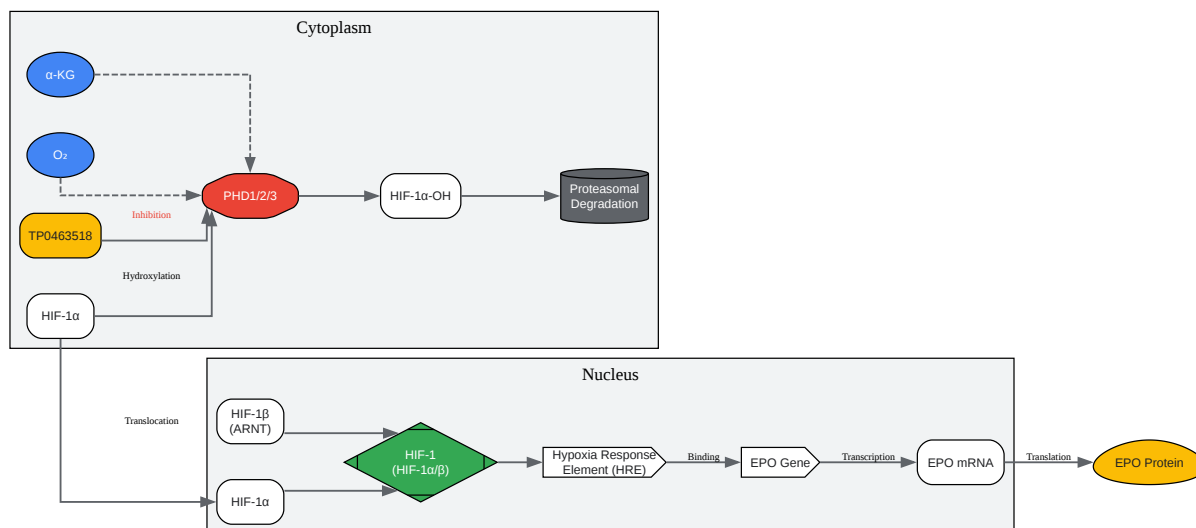 Cytoplasm
α-KG
O₂
PHD1/2/3
HIF-1α-OH
Proteasomal
Degradation
Inhibition
TP0463518
Hydroxylation
HIF-1α
Nucleus
Translocation
HIF-1β
(ARNT)
HIF-1
(HIF-1α/β)
Hypoxia Response
Element (HRE)
Binding
EPO Gene
Transcription
EPO mRNA
Translation
EPO Protein
HIF-1α